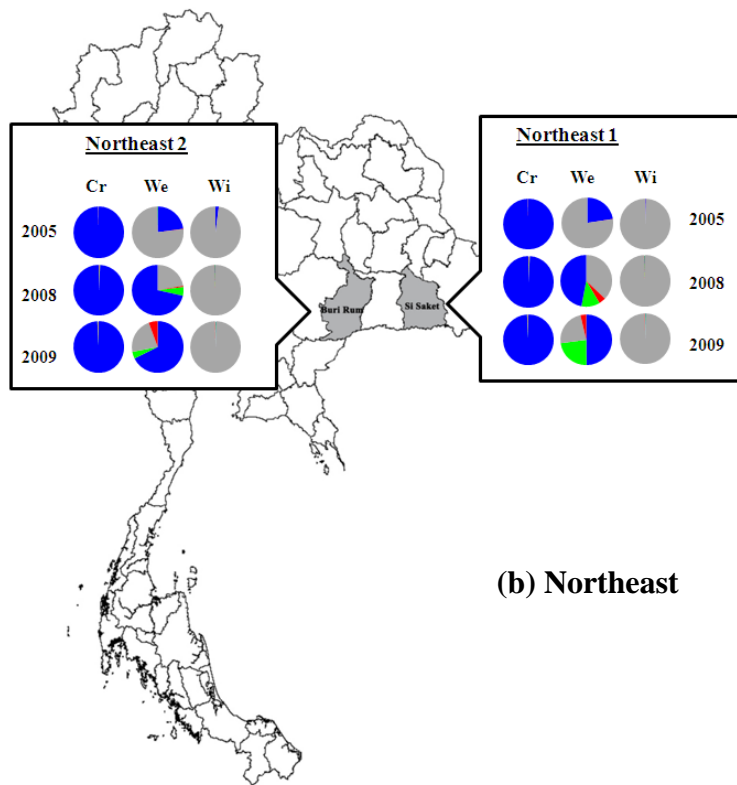 Northeast 2
Cr We Wi
2005
2008
2009
Northeast 1
Cr We Wi
2005
2008
2009
Buri Rum
Si Saket
(b) Northeast